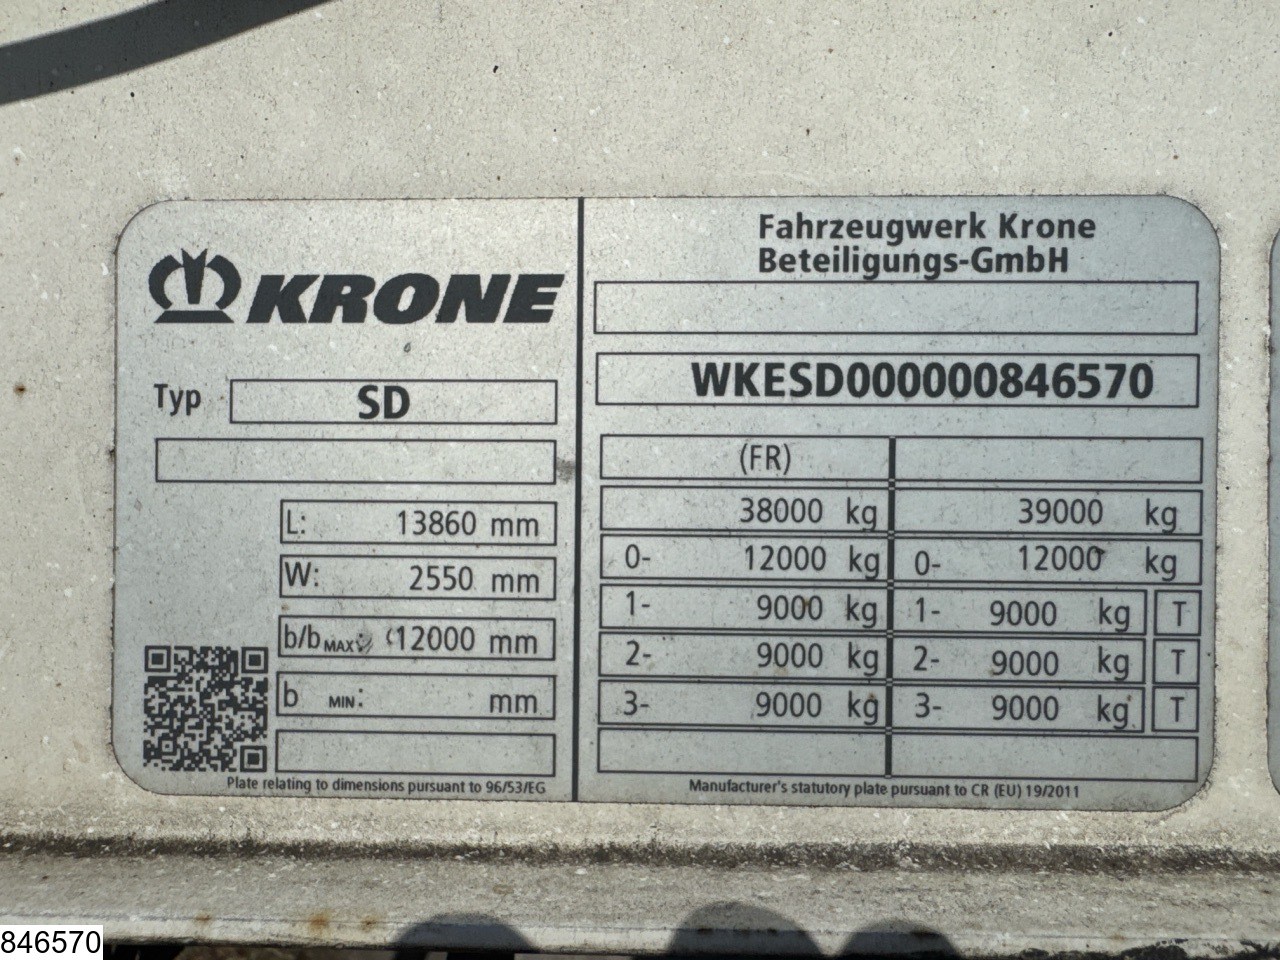 KRONE
Typ SD
L: 13860 mm
W: 2550 mm
b/b MAX: 12000 mm
b MIN: mm
Plate relating to dimensions pursuant to 96/53/EG
Fahrzeugwerk Krone
Beteiligungs-GmbH
WKESD000000846570
(FR)
38000 kg 39000 kg
0- 12000 kg 0- 12000 kg
1- 9000 kg 1- 9000 kg T
2- 9000 kg 2- 9000 kg T
3- 9000 kg 3- 9000 kg T
Manufacturer's statutory plate pursuant to CR (EU) 19/2011
846570